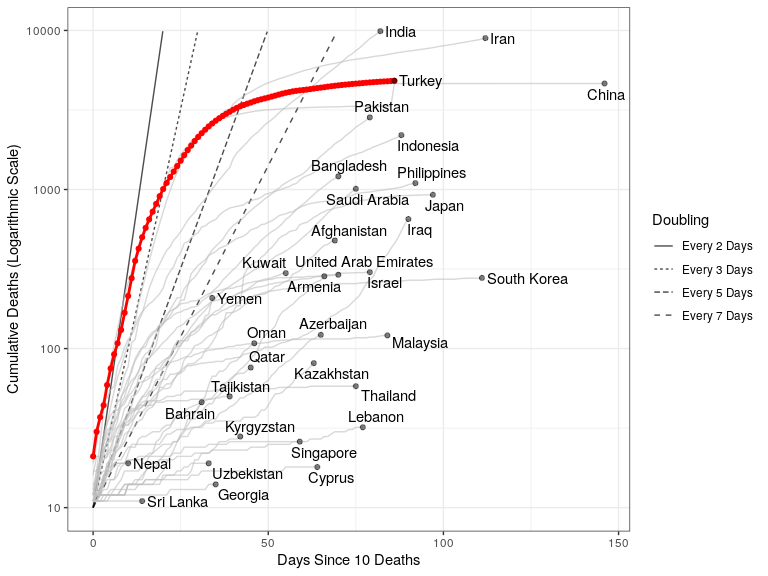 10000
1000
100
10
Cumulative Deaths (Logarithmic Scale)
India
Iran
Turkey
China
Pakistan
Indonesia
Bangladesh
Philippines
Saudi Arabia
Japan
Afghanistan
Iraq
Kuwait
United Arab Emirates
Armenia
Israel
South Korea
Yemen
Oman
Azerbaijan
Malaysia
Qatar
Kazakhstan
Tajikistan
Thailand
Bahrain
Lebanon
Kyrgyzstan
Singapore
Nepal
Uzbekistan
Cyprus
Sri Lanka
Georgia
0
50
100
150
Days Since 10 Deaths
Doubling
Every 2 Days
Every 3 Days
Every 5 Days
Every 7 Days